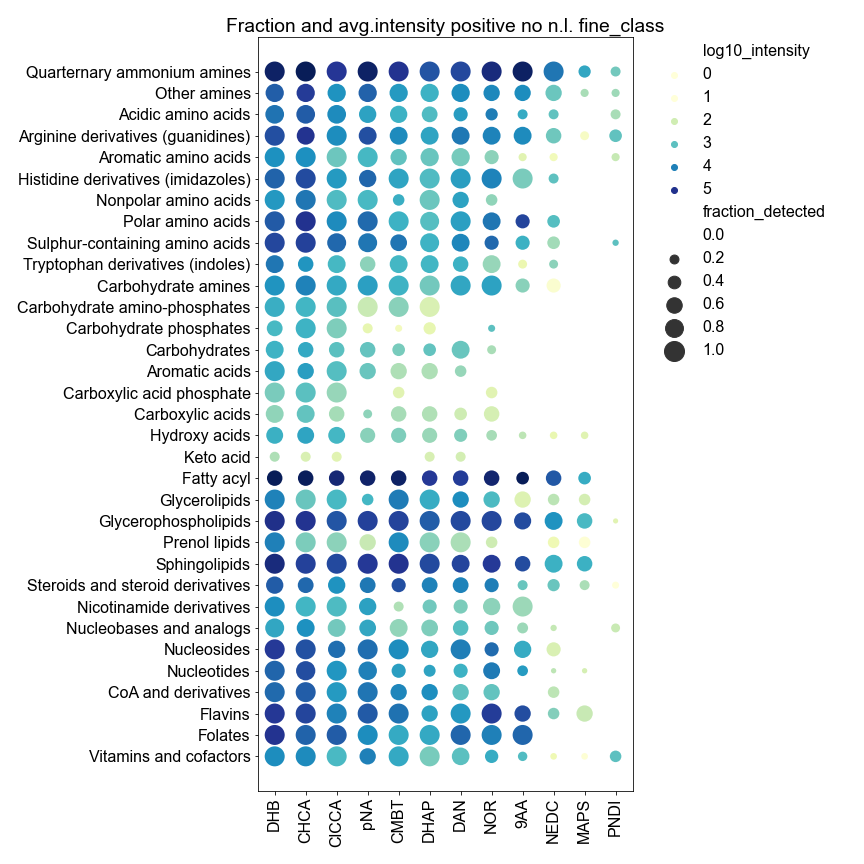 Fraction and avg.intensity positive no n.l. fine_class
Quarternary ammonium amines
Other amines
Acidic amino acids
Arginine derivatives (guanidines)
Aromatic amino acids
Histidine derivatives (imidazoles)
Nonpolar amino acids
Polar amino acids
Sulphur-containing amino acids
Tryptophan derivatives (indoles)
Carbohydrate amines
Carbohydrate amino-phosphates
Carbohydrate phosphates
Carbohydrates
Aromatic acids
Carboxylic acid phosphate
Carboxylic acids
Hydroxy acids
Keto acid
Fatty acyl
Glycerolipids
Glycerophospholipids
Prenol lipids
Sphingolipids
Steroids and steroid derivatives
Nicotinamide derivatives
Nucleobases and analogs
Nucleosides
Nucleotides
CoA and derivatives
Flavins
Folates
Vitamins and cofactors
DHB
CHCA
ClCCA
pNA
CMBT
DHAP
DAN
NOR
9AA
NEDC
MAPS
PNDI
log10_intensity
0
1
2
3
4
5
fraction_detected
0.0
0.2
0.4
0.6
0.8
1.0